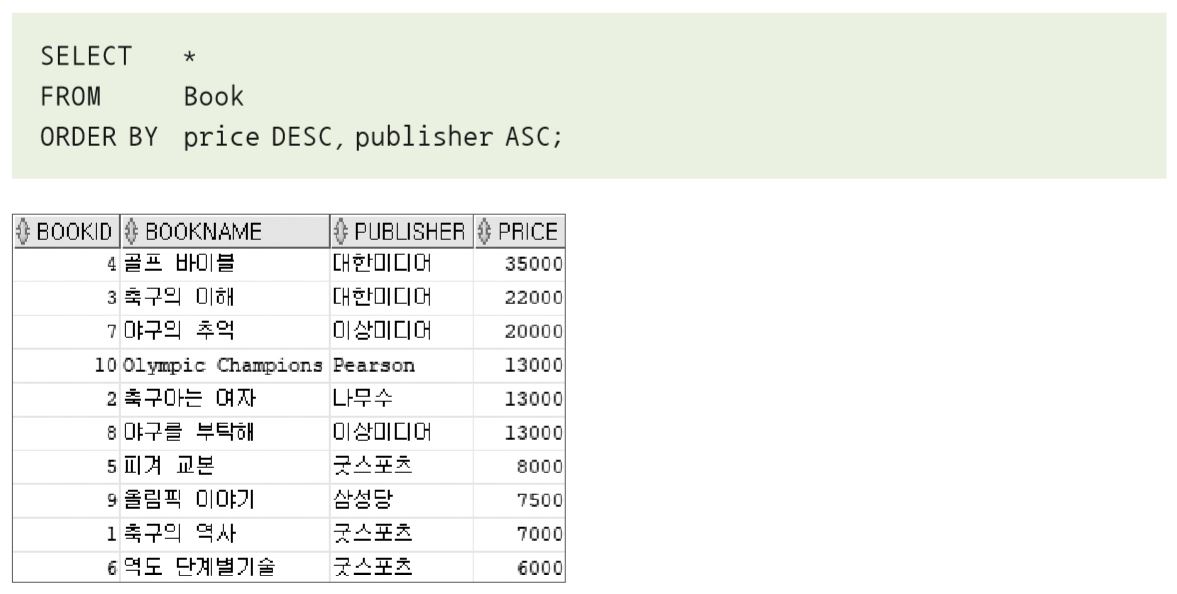 SELECT *
FROM Book
ORDER BY price DESC, publisher ASC;
BOOKID BOOKNAME PUBLISHER PRICE
4 골프 바이블 대한미디어 35000
3 축구의 이해 대한미디어 22000
7 야구의 추억 이상미디어 20000
10 Olympic Champions Pearson 13000
2 축구아는 여자 나무수 13000
8 야구를 부탁해 이상미디어 13000
5 피겨 교본 굿스포츠 8000
9 올림픽 이야기 삼성당 7500
1 축구의 역사 굿스포츠 7000
6 역도 단계별기술 굿스포츠 6000